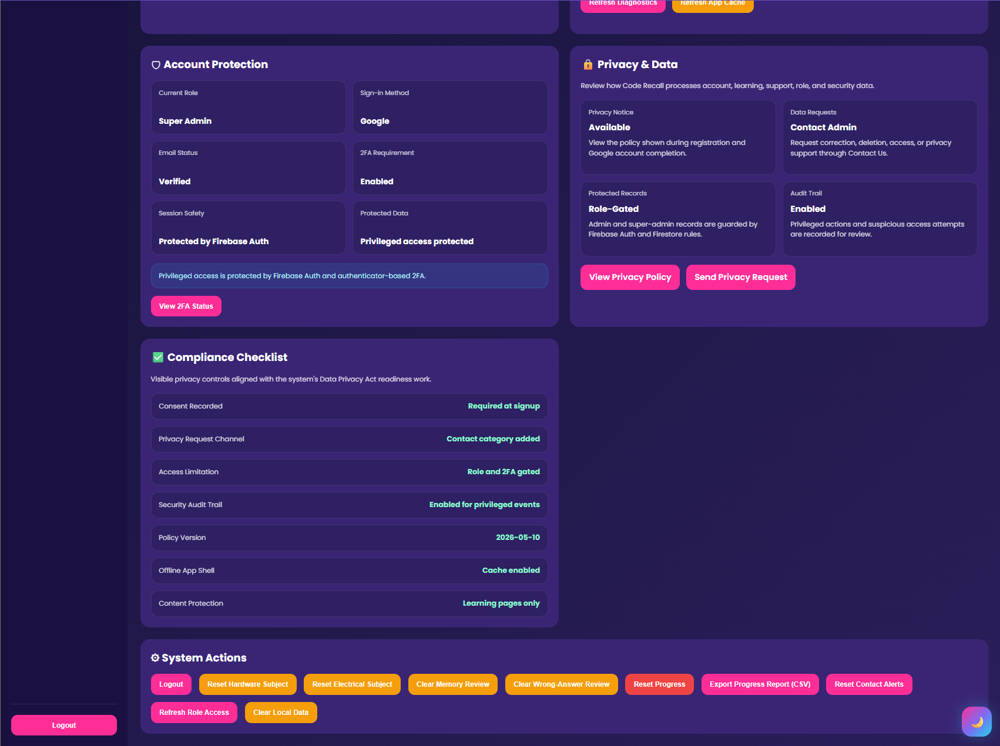 Refresh Diagnostics
Refresh App Cache
Account Protection
Current Role
Super Admin
Sign-in Method
Google
Email Status
Verified
2FA Requirement
Enabled
Session Safety
Protected by Firebase Auth
Protected Data
Privileged access protected
Privileged access is protected by Firebase Auth and authenticator-based 2FA.
View 2FA Status
Privacy & Data
Review how Code Recall processes account, learning, support, role, and security data.
Privacy Notice
Available
View the policy shown during registration and
Google account completion.
Data Requests
Contact Admin
Request correction, deletion, access, or privacy
support through Contact Us.
Protected Records
Role-Gated
Admin and super-admin records are guarded by
Firebase Auth and Firestore rules.
Audit Trail
Enabled
Privileged actions and suspicious access attempts
are recorded for review.
View Privacy Policy
Send Privacy Request
Compliance Checklist
Visible privacy controls aligned with the system's Data Privacy Act readiness work.
Consent Recorded
Required at signup
Privacy Request Channel
Contact category added
Access Limitation
Role and 2FA gated
Security Audit Trail
Enabled for privileged events
Policy Version
2026-05-10
Offline App Shell
Cache enabled
Content Protection
Learning pages only
System Actions
Logout
Reset Hardware Subject
Reset Electrical Subject
Clear Memory Review
Clear Wrong-Answer Review
Reset Progress
Export Progress Report (CSV)
Reset Contact Alerts
Refresh Role Access
Clear Local Data
Logout